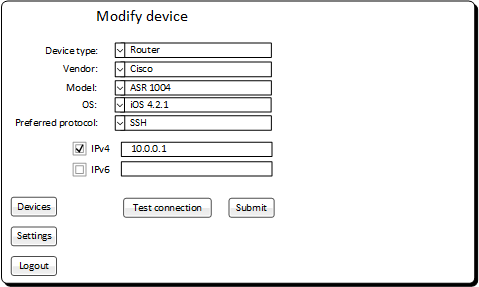 Modify device
Device type: Router
Vendor: Cisco
Model: ASR 1004
OS: iOS 4.2.1
Preferred protocol: SSH
IPv4 10.0.0.1
IPv6
Devices Test connection Submit
Settings
Logout